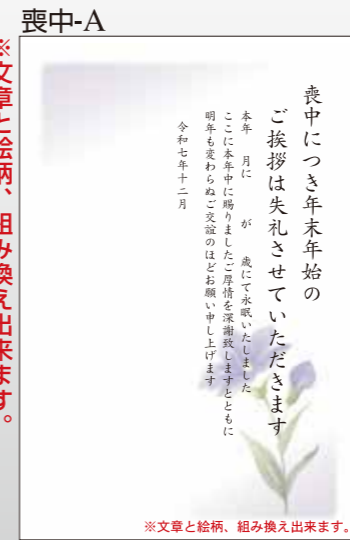 喪中-A
※文章と絵柄、組み換え出来ます。
喪中につき年末年始の
ご挨拶は失礼させていただきます
本年　月に　　が　　歳にて永眠いたしました
ここに本年中に賜りましたご厚情を深謝致しますとともに
明年も変わらぬご交誼のほどお願い申し上げます
令和七年十二月
※文章と絵柄、組み換え出来ます。